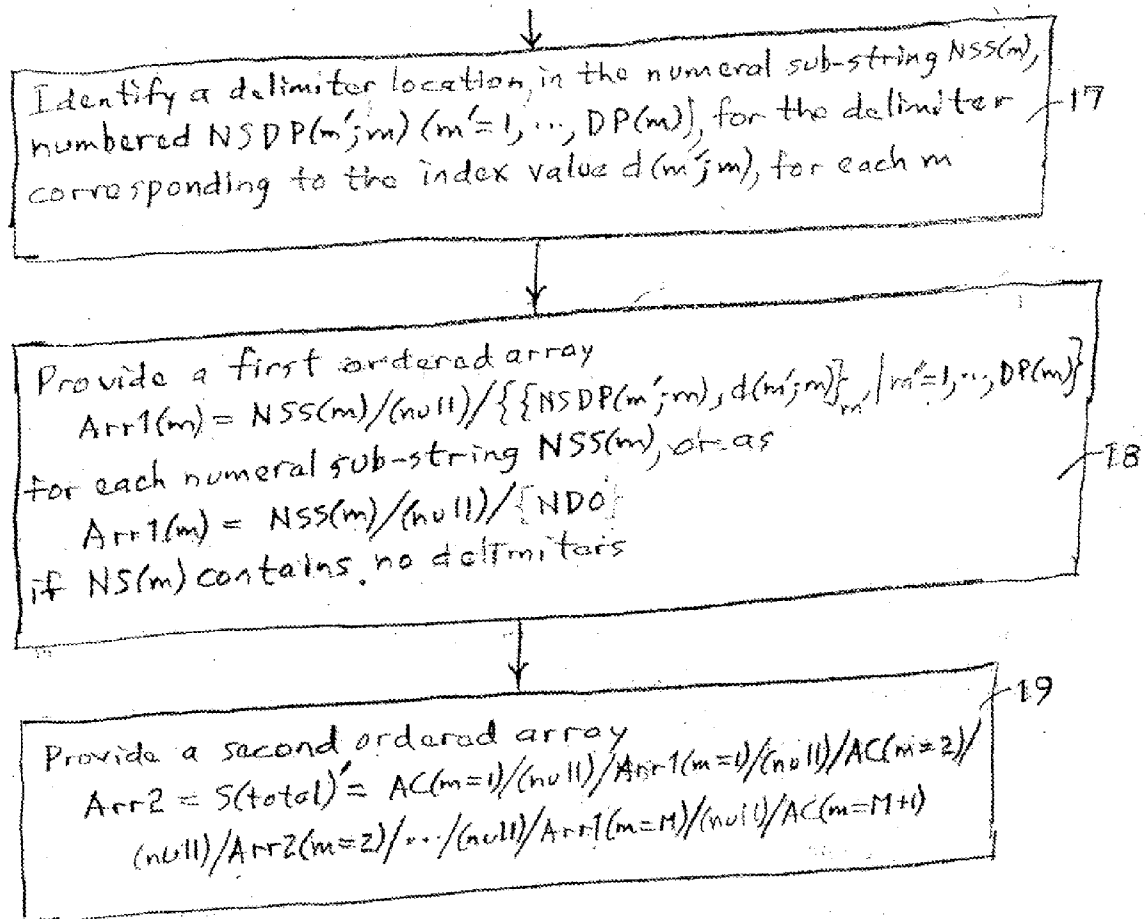 Identify a delimiter location, in the numeral sub-string NSS(m),
numbered NSDP(m';m) (m'=1, ..., DP(m)), for the delimiter
corresponding to the index value d(m';m), for each m
17
Provide a first ordered array
Arr1(m) = NSS(m)/(null)/{{NSDP(m';m), d(m';m)}m' | m'=1, ..., DP(m)}
for each numeral sub-string NSS(m), or as
Arr1(m) = NSS(m)/(null)/{NDO}
if NS(m) contains no delimiters
18
Provide a second ordered array
Arr2 = S(total)' = AC(m=1)/(null)/Arr1(m=1)/(null)/AC(m=2)/
(null)/Arr2(m=2)/.../(null)/Arr1(m=M)/(null)/AC(m=M+1)
19